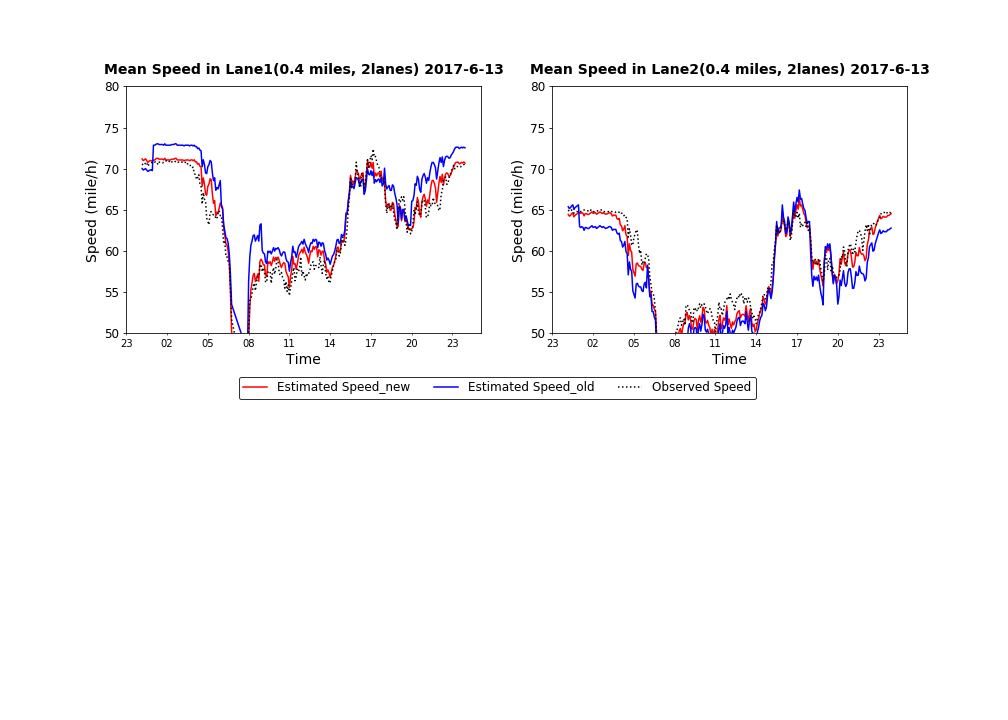 Mean Speed in Lane1(0.4 miles, 2lanes) 2017-6-13
80
75
70
65
60
55
50
Speed (mile/h)
23 02 05 08 11 14 17 20 23
Time
Mean Speed in Lane2(0.4 miles, 2lanes) 2017-6-13
80
75
70
65
60
55
50
Speed (mile/h)
23 02 05 08 11 14 17 20 23
Time
Estimated Speed_new Estimated Speed_old Observed Speed